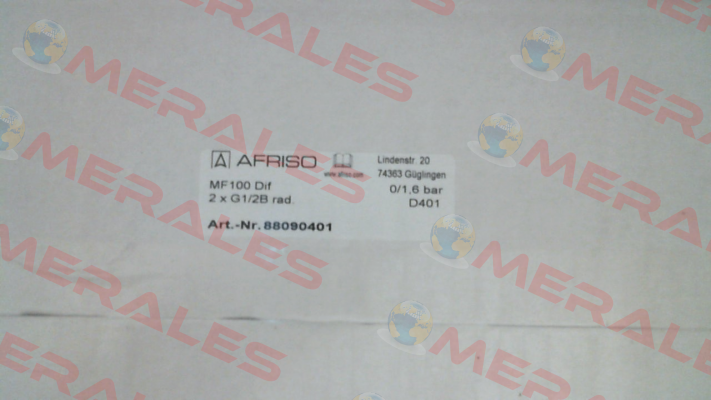 AFRISO
www.afriso.com
Lindenstr. 20
74363 Güglingen
MF100 Dif
0/1,6 bar
2 x G1/2B rad.
D401
Art.-Nr. 88090401
MERALES
MERALES
MERALES
MERALES
MERALES
MERALES